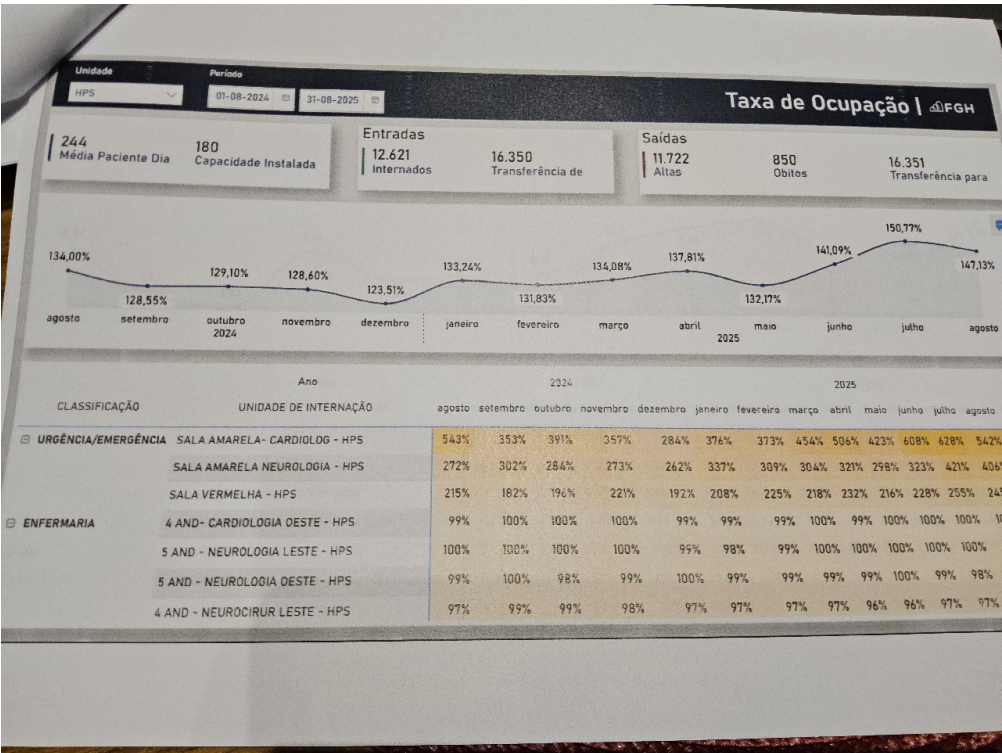 Unidade Período
HPS 01-08-2024 31-08-2025
Taxa de Ocupação | FGH
244 180
Média Paciente Dia Capacidade Instalada
Entradas
12.621 16.350
Internados Transferência de
Saídas
11.722 850 16.351
Altas Obitos Transferência para
134,00% 128,55% 129,10% 128,60% 123,51% 133,24% 131,83% 134,08% 137,81% 132,17% 141,09% 150,77% 147,13%
agosto setembro outubro novembro dezembro janeiro fevereiro março abril maio junho julho agosto
2024 2025
Ano 2024 2025
CLASSIFICAÇÃO UNIDADE DE INTERNAÇÃO agosto setembro outubro novembro dezembro janeiro fevereiro março abril maio junho julho agosto
URGÊNCIA/EMERGÊNCIA SALA AMARELA- CARDIOLOG - HPS 543% 353% 391% 357% 284% 376% 373% 454% 506% 423% 608% 628% 542%
SALA AMARELA NEUROLOGIA - HPS 272% 302% 284% 273% 262% 337% 309% 304% 321% 298% 323% 421% 406
SALA VERMELHA - HPS 215% 182% 196% 221% 192% 208% 225% 218% 232% 216% 228% 255%
ENFERMARIA 4 AND- CARDIOLOGIA OESTE - HPS 99% 100% 100% 100% 99% 99% 99% 100% 99% 100% 100% 100%
5 AND - NEUROLOGIA LESTE - HPS 100% 100% 100% 100% 99% 98% 99% 100% 100% 100% 100% 100%
5 AND - NEUROLOGIA OESTE - HPS 99% 100% 98% 99% 100% 99% 99% 99% 99% 100% 99% 98%
4 AND - NEUROCIRUR LESTE - HPS 97% 99% 99% 98% 97% 97% 97% 97% 96% 96% 97% 97%